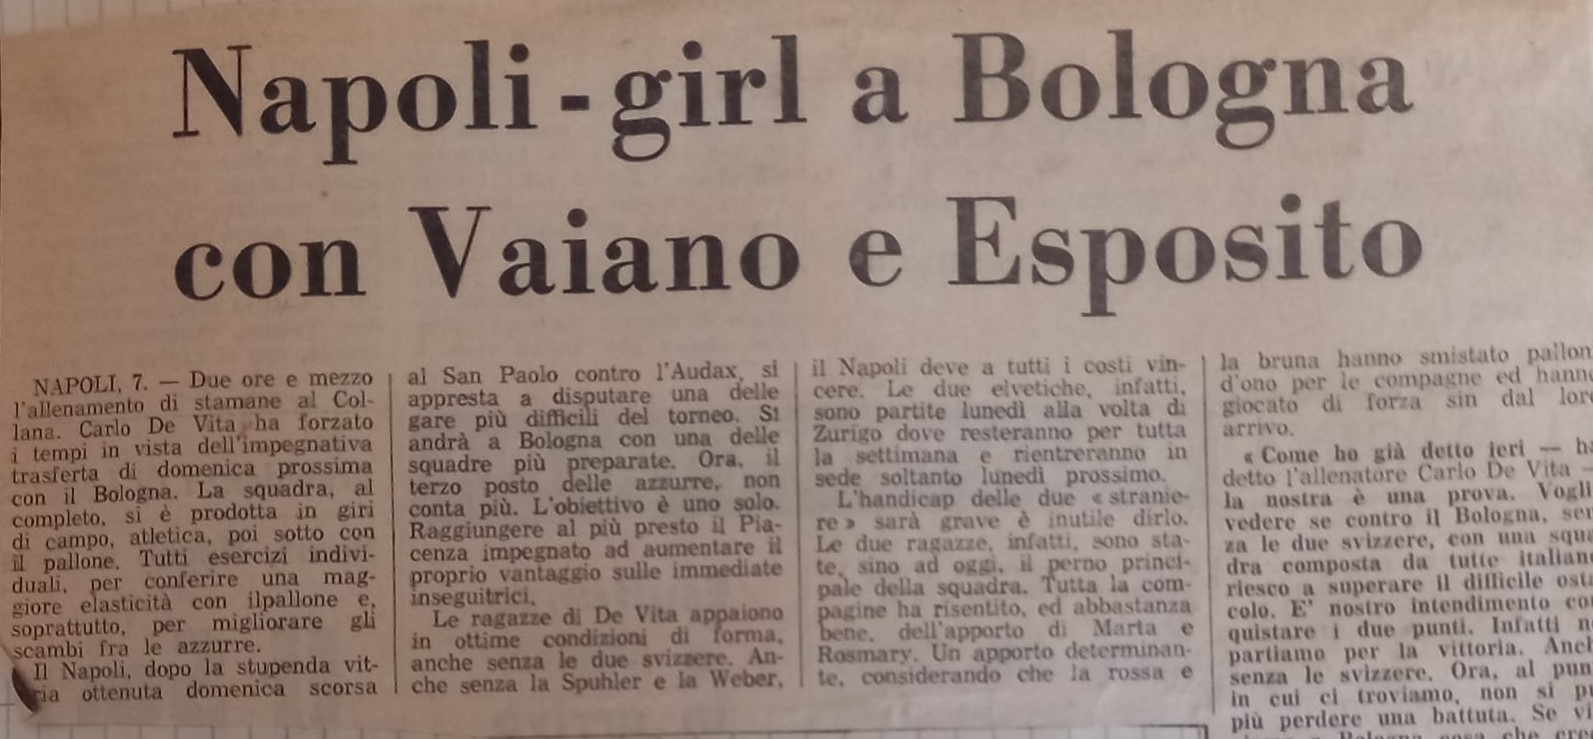 Napoli-girl a Bologna
con Vaiano e Esposito
NAPOLI, 7. — Due ore e mezzo
l'allenamento di stamane al Col-
lana. Carlo De Vita ha forzato
i tempi in vista dell'impegnativa
trasferta di domenica prossima
con il Bologna. La squadra, al
completo, si è prodotta in giri
di campo, atletica, poi sotto con
il pallone. Tutti esercizi indivi-
duali, per conferire una mag-
giore elasticità con ilpallone e,
soprattutto, per migliorare gli
scambi fra le azzurre.
Il Napoli, dopo la stupenda vit-
ria ottenuta domenica scorsa
al San Paolo contro l'Audax, si
appresta a disputare una delle
gare più difficili del torneo. Si
andrà a Bologna con una delle
squadre più preparate. Ora, il
terzo posto delle azzurre, non
conta più. L'obiettivo è uno solo.
Raggiungere al più presto il Pia-
cenza impegnato ad aumentare il
proprio vantaggio sulle immediate
inseguitrici.
Le ragazze di De Vita appaiono
in ottime condizioni di forma,
anche senza le due svizzere. An-
che senza la Spuhler e la Weber,
il Napoli deve a tutti i costi vin-
cere. Le due elvetiche, infatti,
sono partite lunedì alla volta di
Zurigo dove resteranno per tutta
la settimana e rientreranno in
sede soltanto lunedì prossimo.
L'handicap delle due « stranie-
re » sarà grave è inutile dirlo.
Le due ragazze, infatti, sono sta-
te, sino ad oggi, il perno princi-
pale della squadra. Tutta la com-
pagine ha risentito, ed abbastanza
bene, dell'apporto di Marta e
Rosmary. Un apporto determinan-
te, considerando che la rossa e
la bruna hanno smistato pallon
d'ono per le compagne ed hanno
giocato di forza sin dal loro
arrivo.
« Come ho già detto ieri — ha
detto l'allenatore Carlo De Vita —
la nostra è una prova. Vogli
vedere se contro il Bologna, sen
za le due svizzere, con una squa
dra composta da tutte italian
riesco a superare il difficile osta
colo. E' nostro intendimento con
quistare i due punti. Infatti n
partiamo per la vittoria. Anch
senza le svizzere. Ora, al pun
in cui ci troviamo, non si pu
più perdere una battuta. Se vi
a Bologna cosa che cre